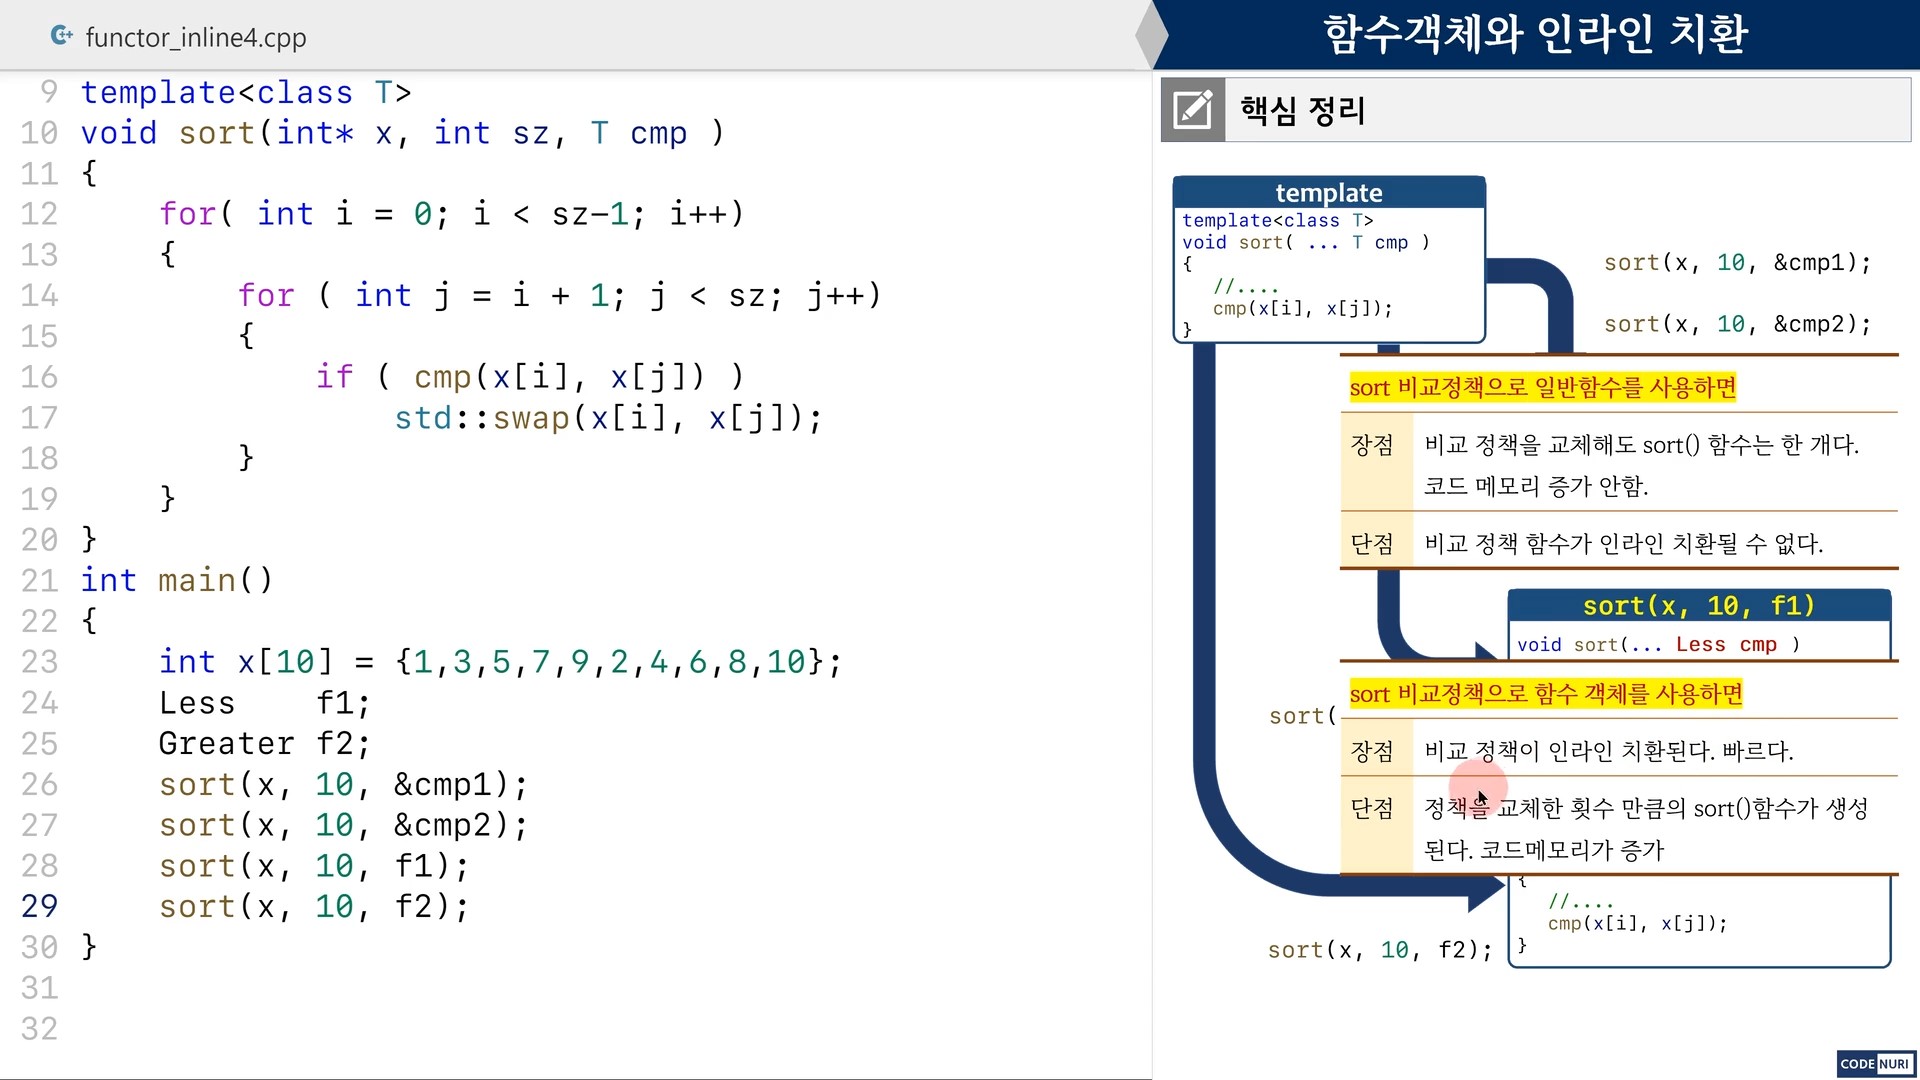 functor_inline4.cpp
9 template<class T>
10 void sort(int* x, int sz, T cmp )
11 {
12 for( int i = 0; i < sz-1; i++)
13 {
14 for ( int j = i + 1; j < sz; j++)
15 {
16 if ( cmp(x[i], x[j]) )
17 std::swap(x[i], x[j]);
18 }
19 }
20 }
21 int main()
22 {
23 int x[10] = {1,3,5,7,9,2,4,6,8,10};
24 Less f1;
25 Greater f2;
26 sort(x, 10, &cmp1);
27 sort(x, 10, &cmp2);
28 sort(x, 10, f1);
29 sort(x, 10, f2);
30 }
31
32
함수객체와 인라인 치환
핵심 정리
template
template<class T>
void sort( ... T cmp )
{
//....
cmp(x[i], x[j]);
}
sort(x, 10, &cmp1);
sort(x, 10, &cmp2);
sort 비교정책으로 일반함수를 사용하면
장점 비교 정책을 교체해도 sort() 함수는 한 개다.
코드 메모리 증가 안함.
단점 비교 정책 함수가 인라인 치환될 수 없다.
sort(x, 10, f1)
void sort(... Less cmp )
sort(
sort 비교정책으로 함수 객체를 사용하면
장점 비교 정책이 인라인 치환된다. 빠르다.
단점 정책을 교체한 횟수 만큼의 sort()함수가 생성
된다. 코드메모리가 증가
{
//....
cmp(x[i], x[j]);
}
sort(x, 10, f2);
CODE NURI